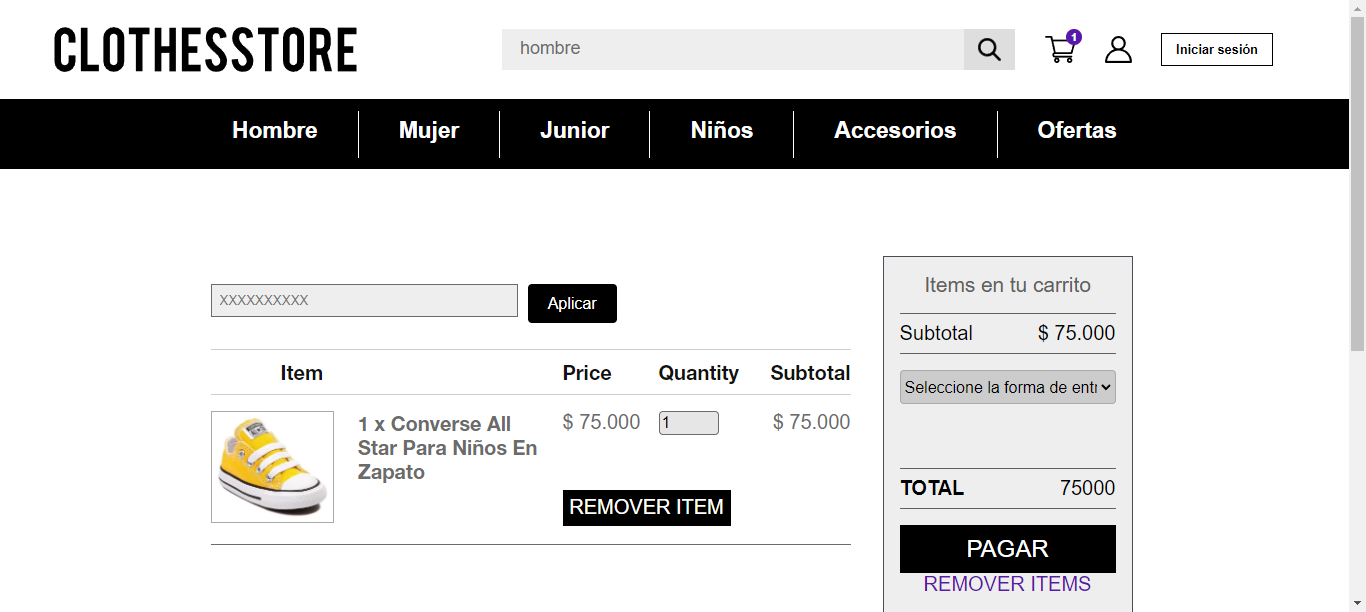 CLOTHESSTORE
hombre
1
Iniciar sesión
Hombre
Mujer
Junior
Niños
Accesorios
Ofertas
XXXXXXXXXX
Aplicar
Item Price Quantity Subtotal
1 x Converse All
Star Para Niños En
Zapato
$ 75.000
1
$ 75.000
REMOVER ITEM
Items en tu carrito
Subtotal $ 75.000
Seleccione la forma de entr
TOTAL 75000
PAGAR
REMOVER ITEMS